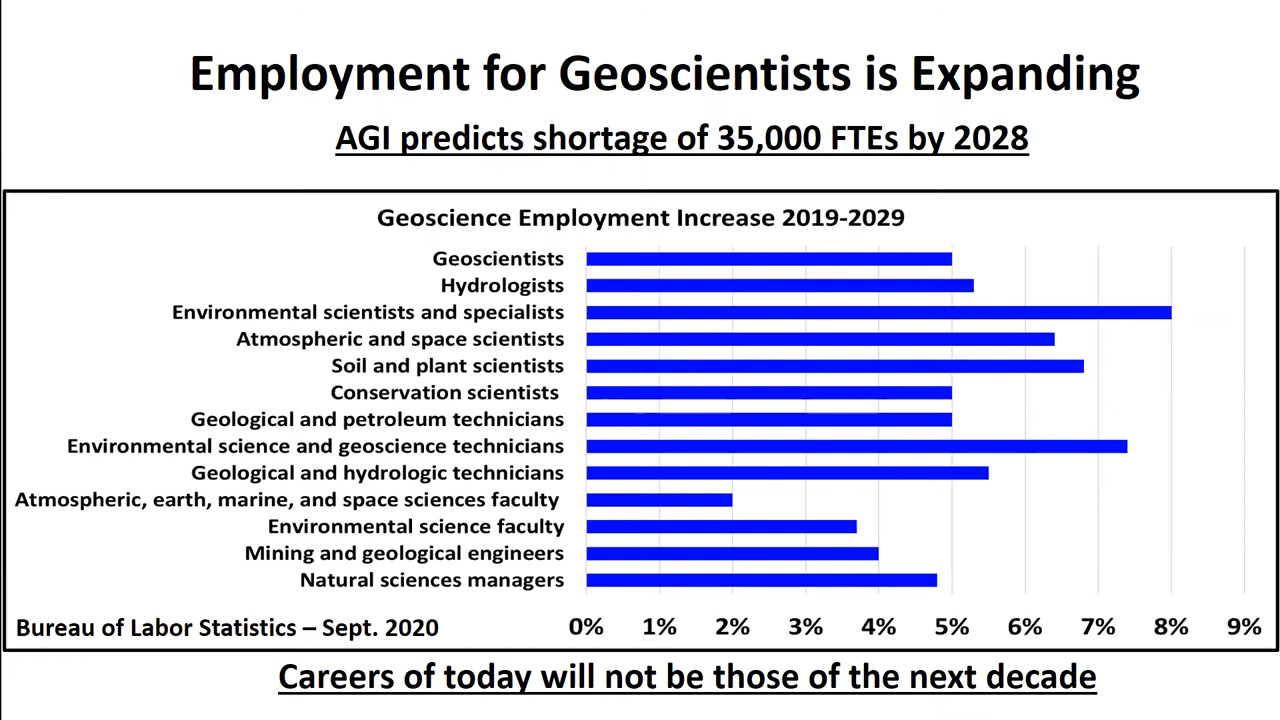 Employment for Geoscientists is Expanding
AGI predicts shortage of 35,000 FTEs by 2028
Geoscience Employment Increase 2019-2029
Geoscientists
Hydrologists
Environmental scientists and specialists
Atmospheric and space scientists
Soil and plant scientists
Conservation scientists
Geological and petroleum technicians
Environmental science and geoscience technicians
Geological and hydrologic technicians
Atmospheric, earth, marine, and space sciences faculty
Environmental science faculty
Mining and geological engineers
Natural sciences managers
Bureau of Labor Statistics – Sept. 2020
0% 1% 2% 3% 4% 5% 6% 7% 8% 9%
Careers of today will not be those of the next decade